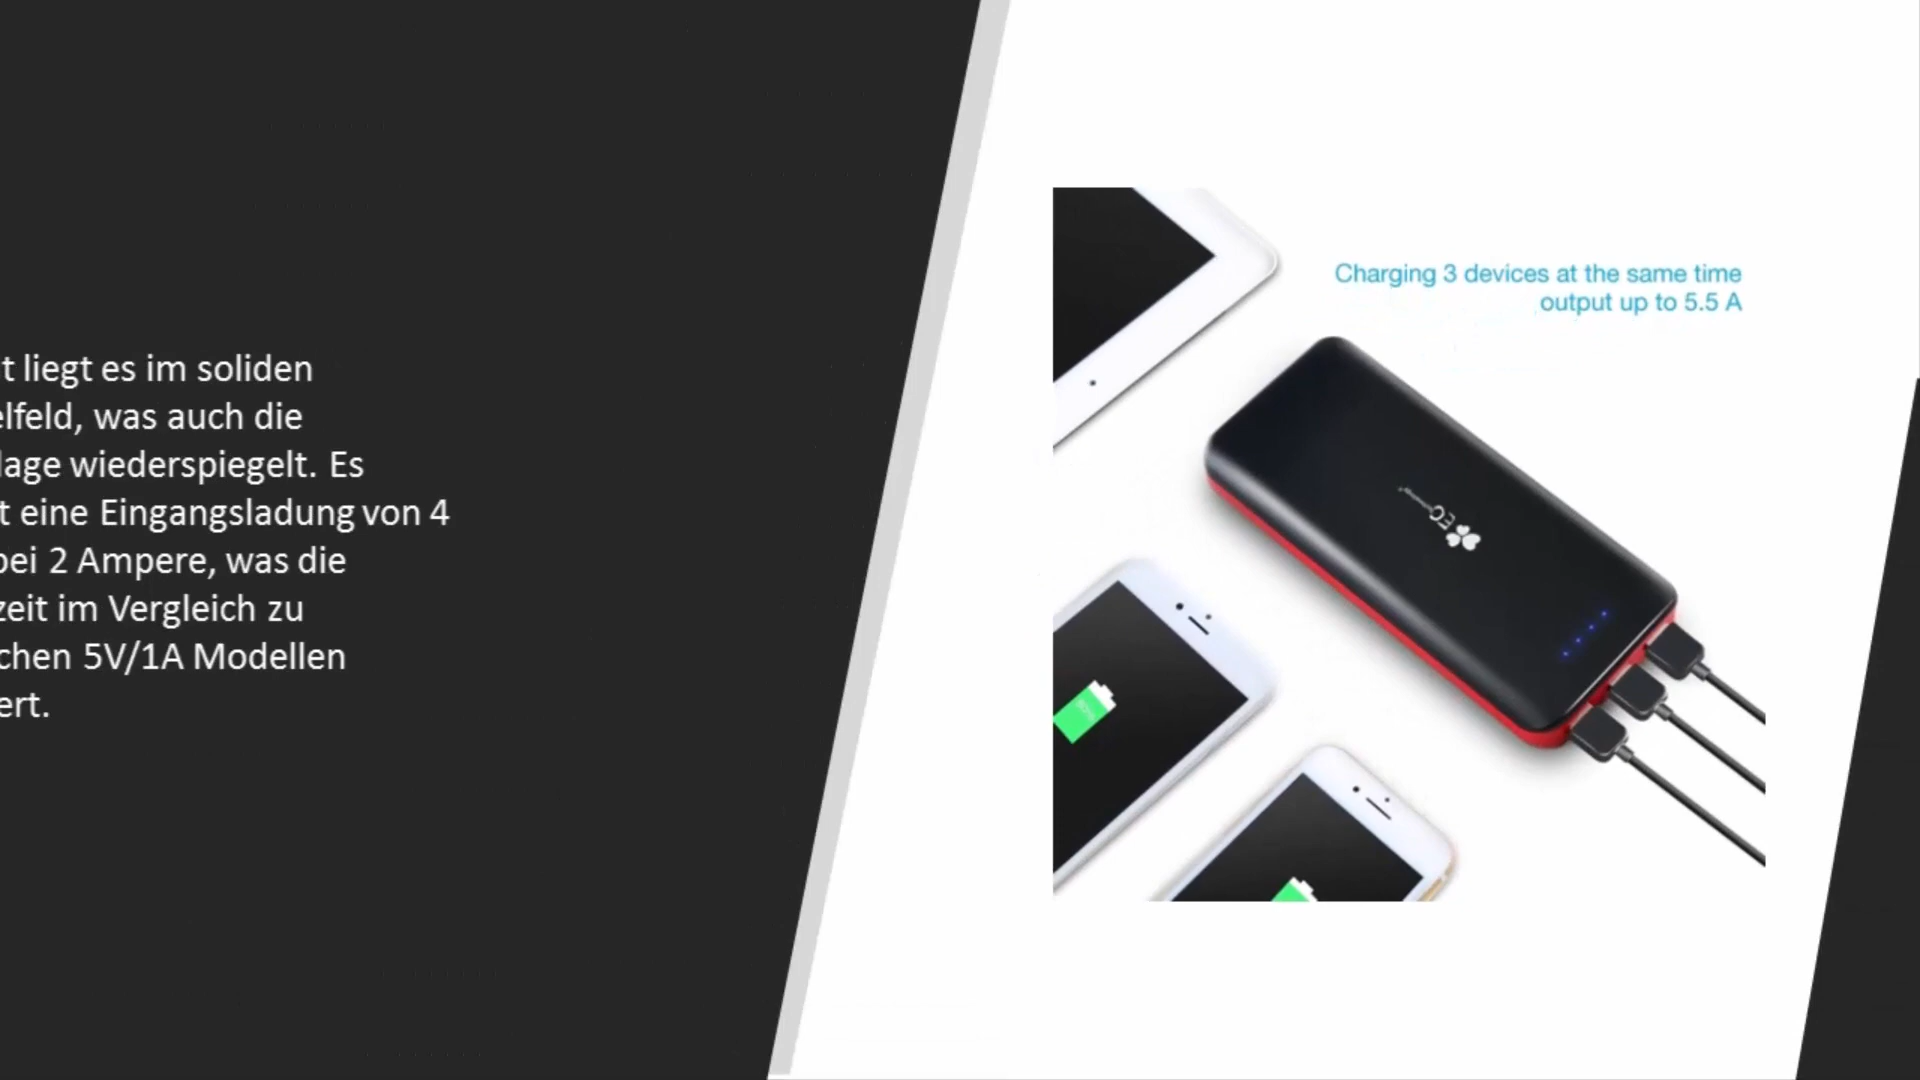 t liegt es im soliden
elfeld, was auch die
lage wiederspiegelt. Es
t eine Eingangsladung von 4
bei 2 Ampere, was die
zeit im Vergleich zu
chen 5V/1A Modellen
ert.
Charging 3 devices at the same time
output up to 5.5 A
EC